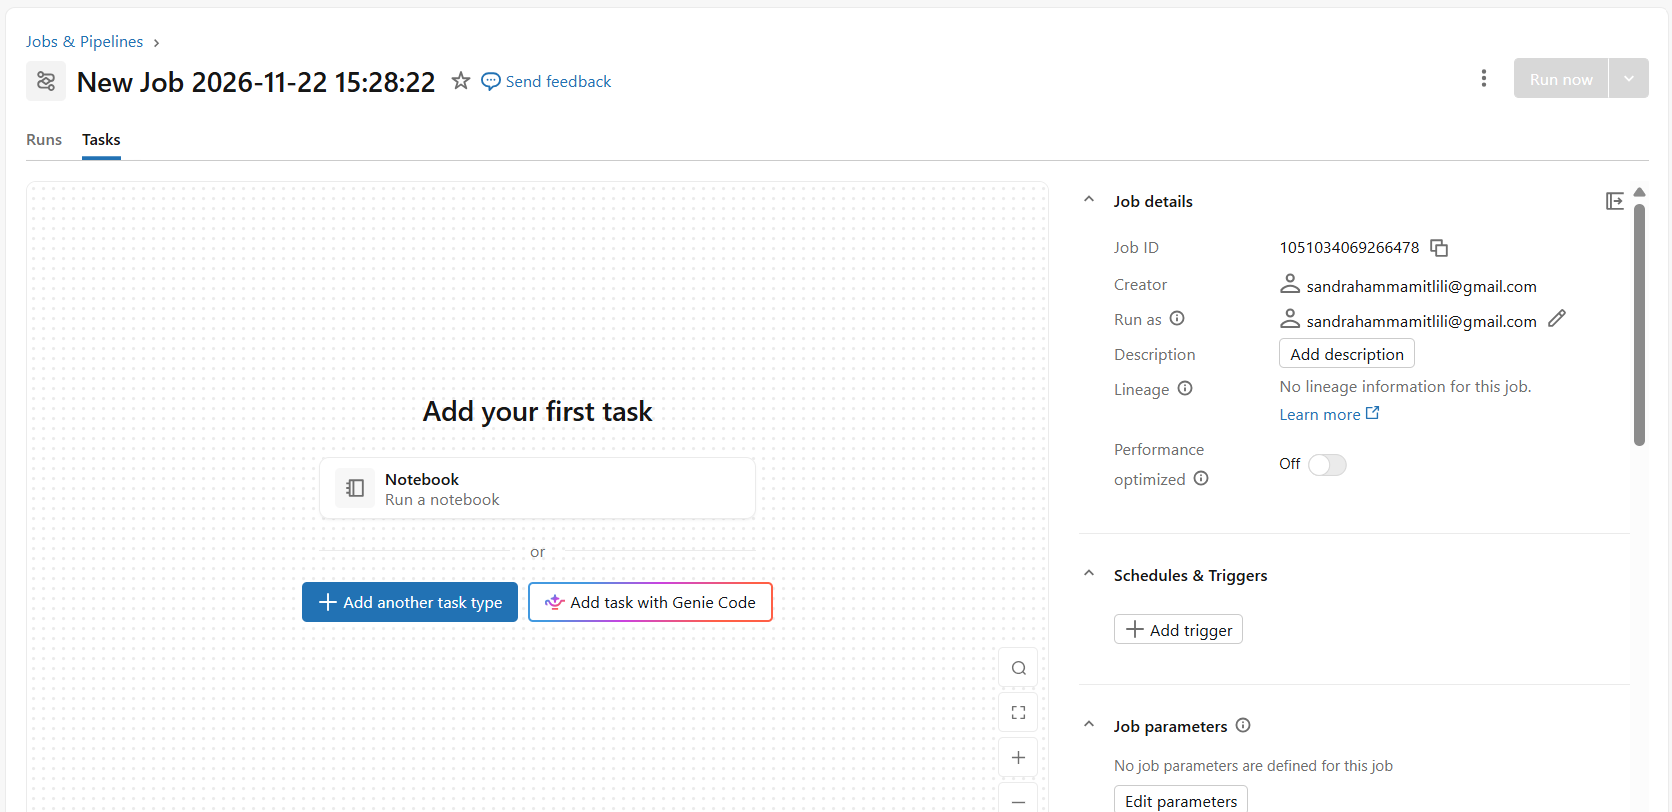 Jobs & Pipelines
New Job 2026-11-22 15:28:22
Send feedback
Run now
Runs
Tasks
Add your first task
Notebook
Run a notebook
or
Add another task type
Add task with Genie Code
Job details
Job ID
1051034069266478
Creator
sandrahammamitlili@gmail.com
Run as
sandrahammamitlili@gmail.com
Description
Add description
Lineage
No lineage information for this job.
Learn more
Performance
optimized
Off
Schedules & Triggers
Add trigger
Job parameters
No job parameters are defined for this job
Edit parameters